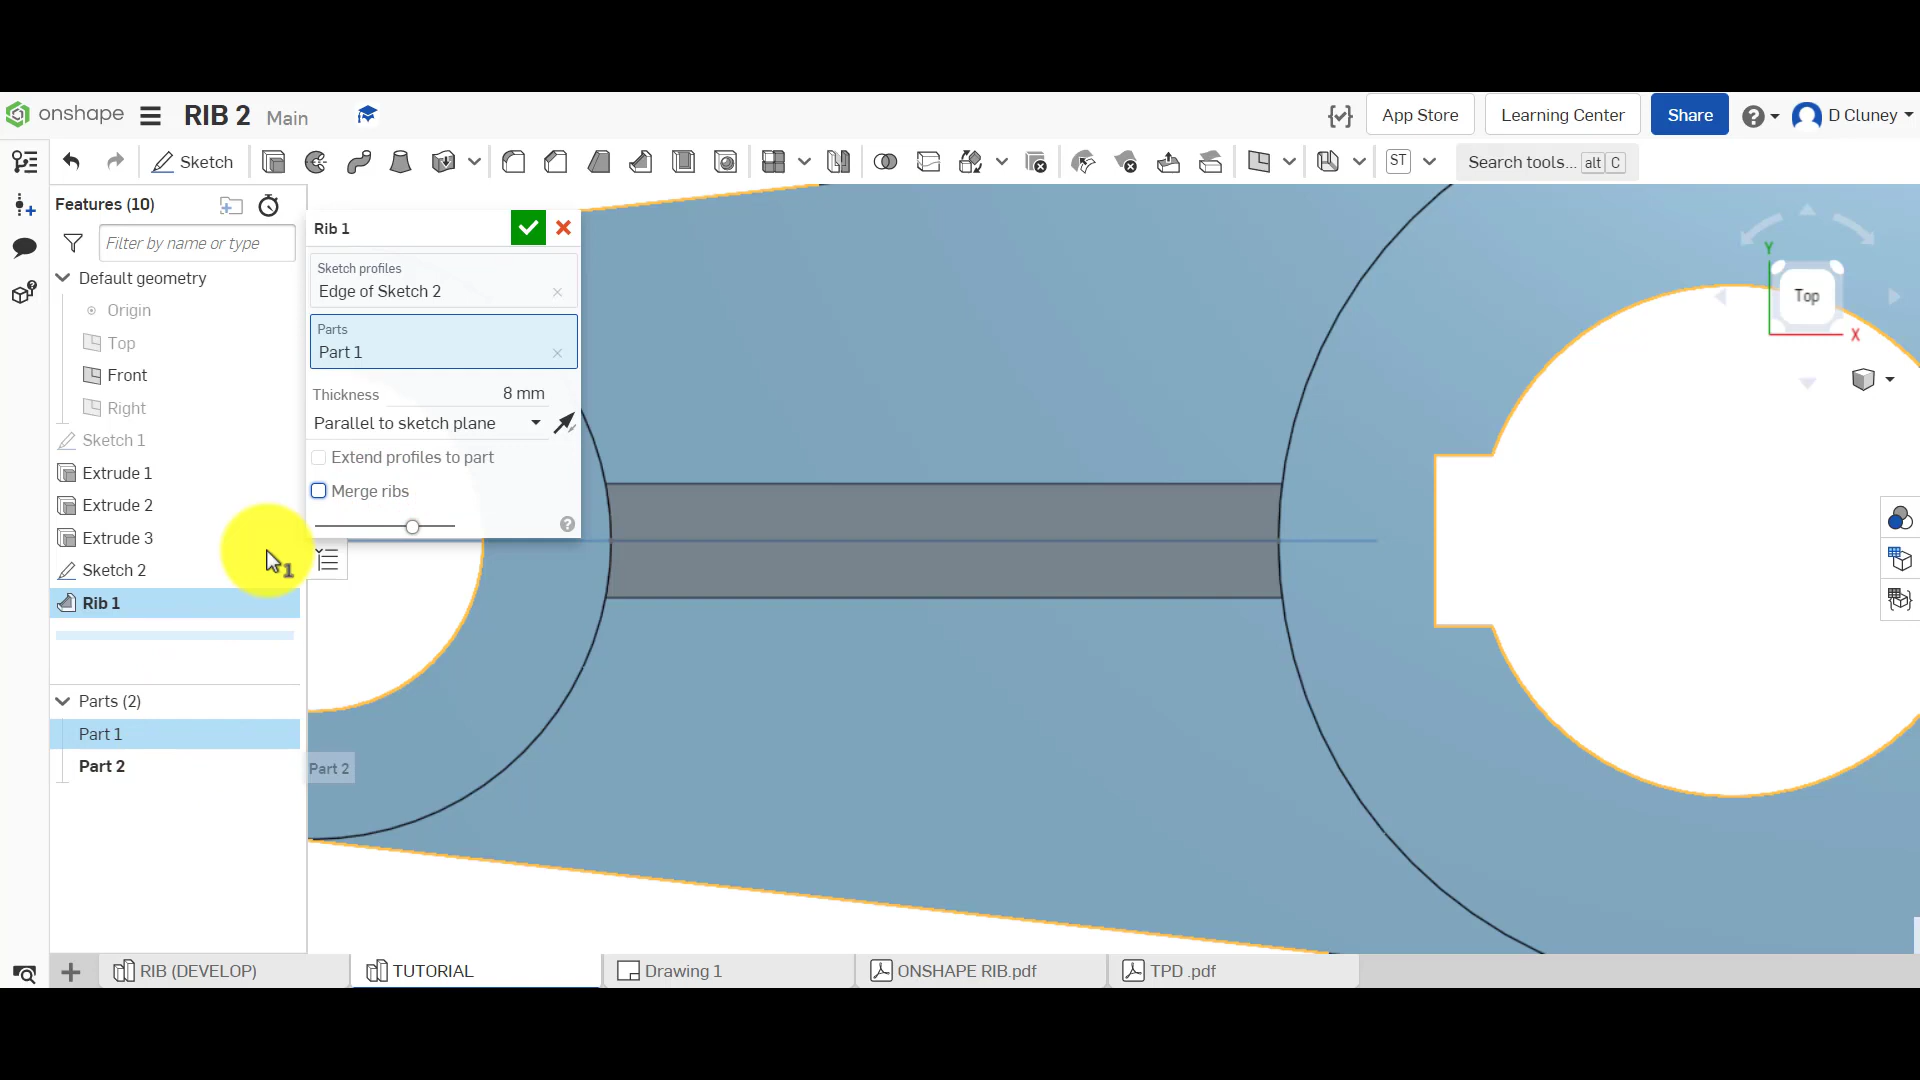 onshape RIB 2 Main App Store Learning Center Share ? D Cluney
Sketch ST Search tools... alt C
Features (10)
Filter by name or type
Default geometry
Origin
Top
Front
Right
Sketch 1
Extrude 1
Extrude 2
Extrude 3
Sketch 2
Rib 1
Parts (2)
Part 1
Part 2
Rib 1
Sketch profiles
Edge of Sketch 2
Parts
Part 1
Thickness 8 mm
Parallel to sketch plane
Extend profiles to part
Merge ribs
?
1
Part 2
Y
Top
X
RIB (DEVELOP) TUTORIAL Drawing 1 ONSHAPE RIB.pdf TPD .pdf